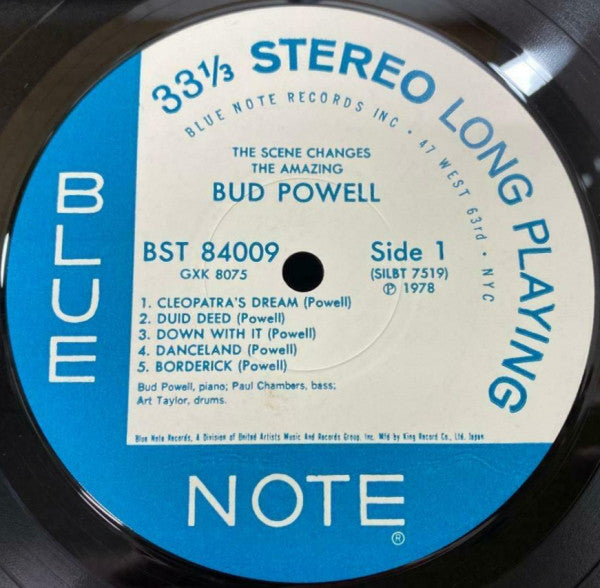 33⅓ STEREO LONG PLAYING
BLUE NOTE RECORDS INC • 47 WEST 63rd • NYC
THE SCENE CHANGES
THE AMAZING
BUD POWELL
BST 84009 Side 1
GXK 8075 (SILBT 7519)
Ⓟ 1978
1. CLEOPATRA'S DREAM (Powell)
2. DUID DEED (Powell)
3. DOWN WITH IT (Powell)
4. DANCELAND (Powell)
5. BORDERICK (Powell)
Bud Powell, piano; Paul Chambers, bass;
Art Taylor, drums.
Blue Note Records, A Division of United Artists Music And Records Group, Inc. Mfd by King Record Co., Ltd. Japan
BLUE
NOTE®